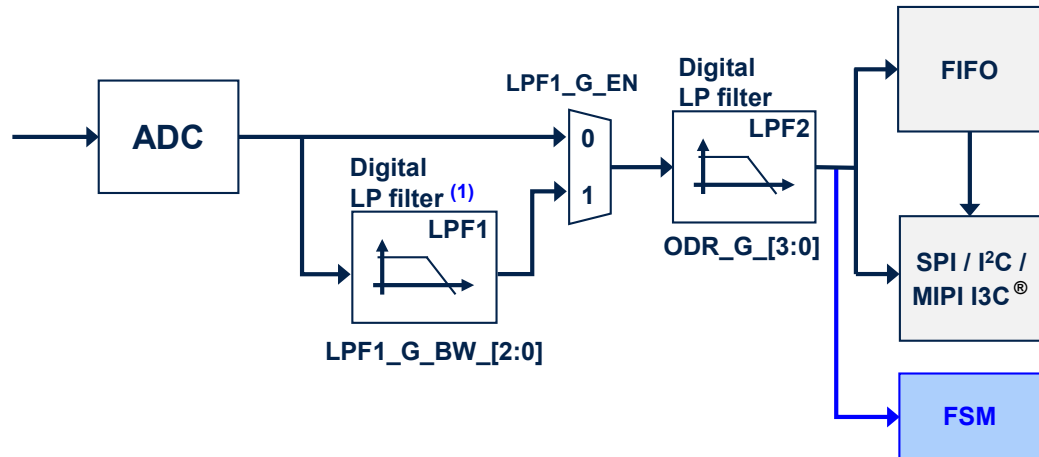 ADC
LPF1_G_EN
0
1
Digital
LP filter (1)
LPF1
LPF1_G_BW_[2:0]
Digital
LP filter
LPF2
ODR_G_[3:0]
FIFO
SPI / I²C /
MIPI I3C ®
FSM